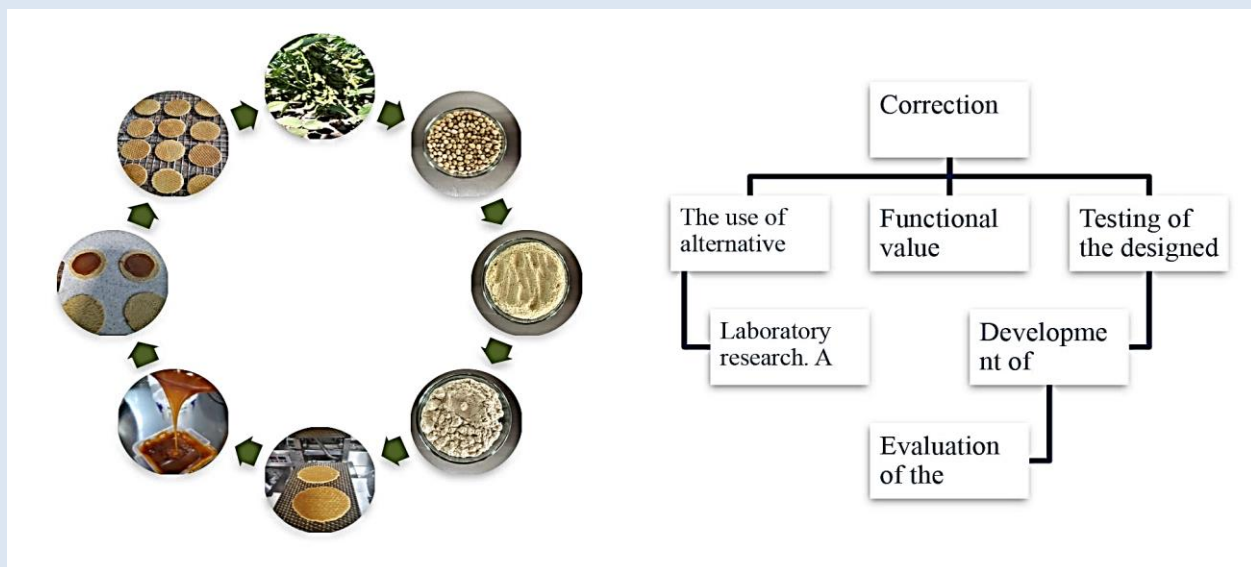 Correction
The use of
alternative
Functional
value
Testing of
the designed
Laboratory
research. A
Developme
nt of
Evaluation
of the